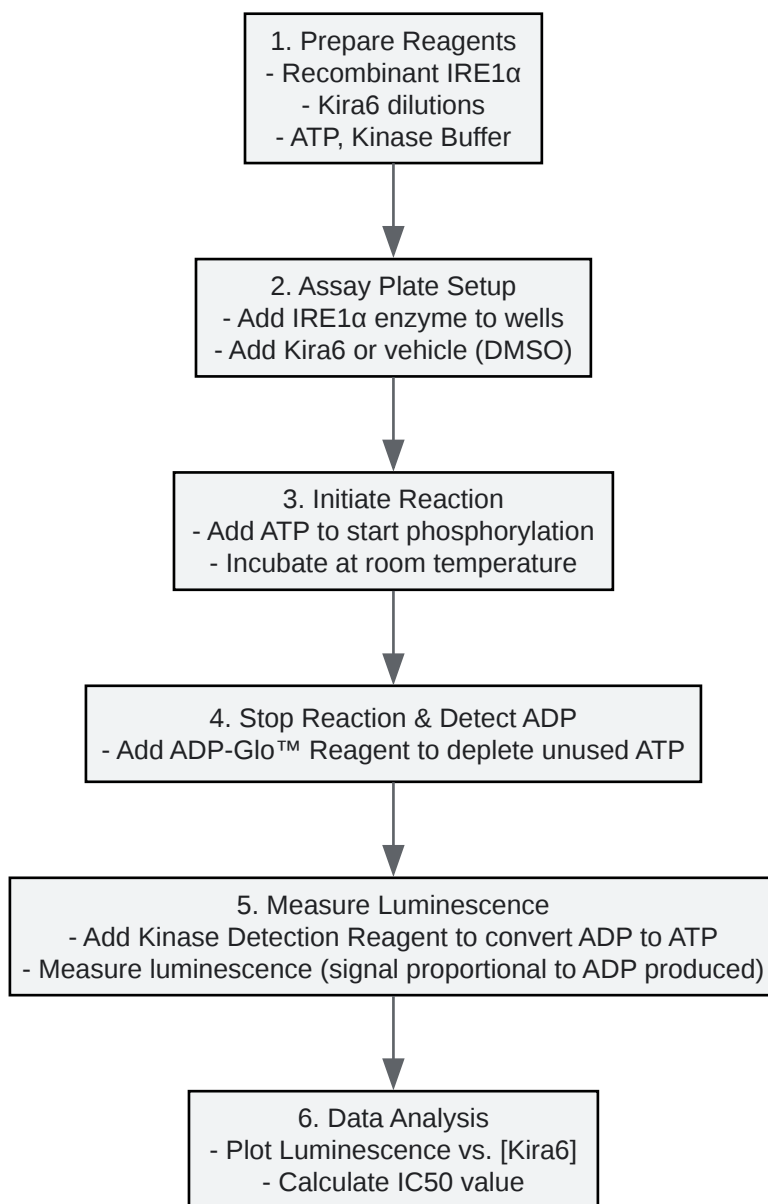 1. Prepare Reagents
- Recombinant IRE1α
- Kira6 dilutions
- ATP, Kinase Buffer
2. Assay Plate Setup
- Add IRE1α enzyme to wells
- Add Kira6 or vehicle (DMSO)
3. Initiate Reaction
- Add ATP to start phosphorylation
- Incubate at room temperature
4. Stop Reaction & Detect ADP
- Add ADP-Glo™ Reagent to deplete unused ATP
5. Measure Luminescence
- Add Kinase Detection Reagent to convert ADP to ATP
- Measure luminescence (signal proportional to ADP produced)
6. Data Analysis
- Plot Luminescence vs. [Kira6]
- Calculate IC50 value